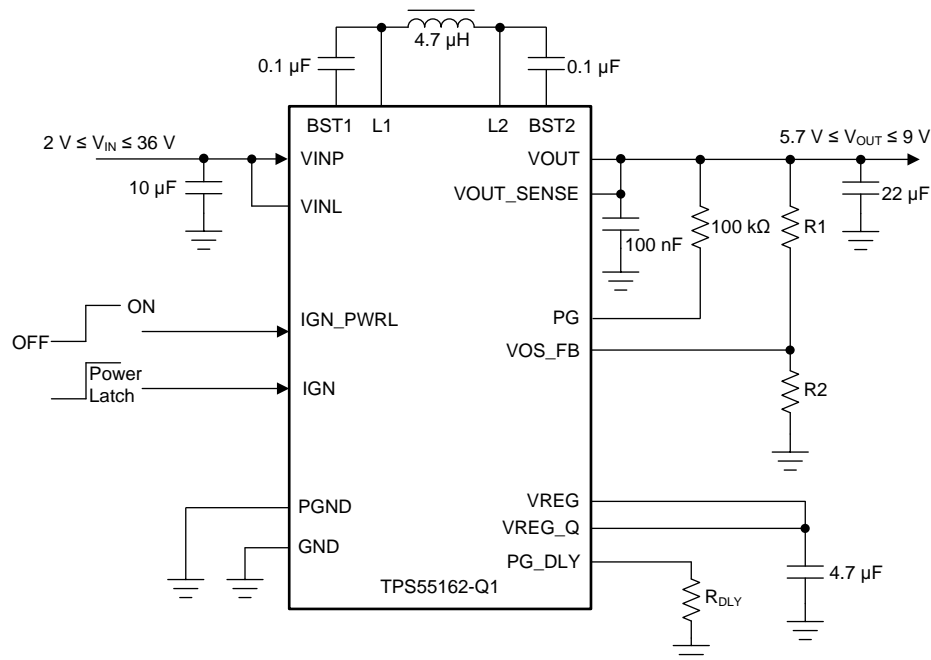 4.7 µH
0.1 µF
0.1 µF
BST1
L1
L2
BST2
2 V ≤ VIN ≤ 36 V
5.7 V ≤ VOUT ≤ 9 V
VINP
VOUT
10 µF
VINL
VOUT_SENSE
22 µF
100 nF
100 kΩ
R1
ON
OFF
IGN_PWRL
PG
VOS_FB
Power
Latch
IGN
R2
PGND
VREG
GND
VREG_Q
PG_DLY
4.7 µF
TPS55162-Q1
RDLY